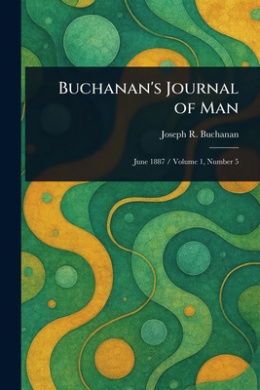 Buchanan's Journal
of Man
Joseph R. Buchanan
June 1887 / Volume 1, Number 5